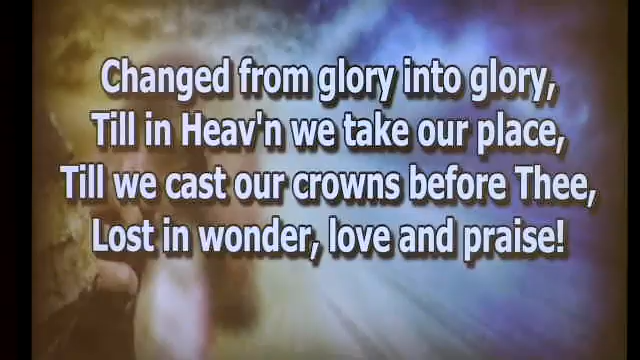 Changed from glory into glory,
Till in Heav'n we take our place,
Till we cast our crowns before Thee,
Lost in wonder, love and praise!